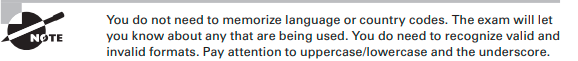 NOTE
You do not need to memorize language or country codes. The exam will let
you know about any that are being used. You do need to recognize valid and
invalid formats. Pay attention to uppercase/lowercase and the underscore.